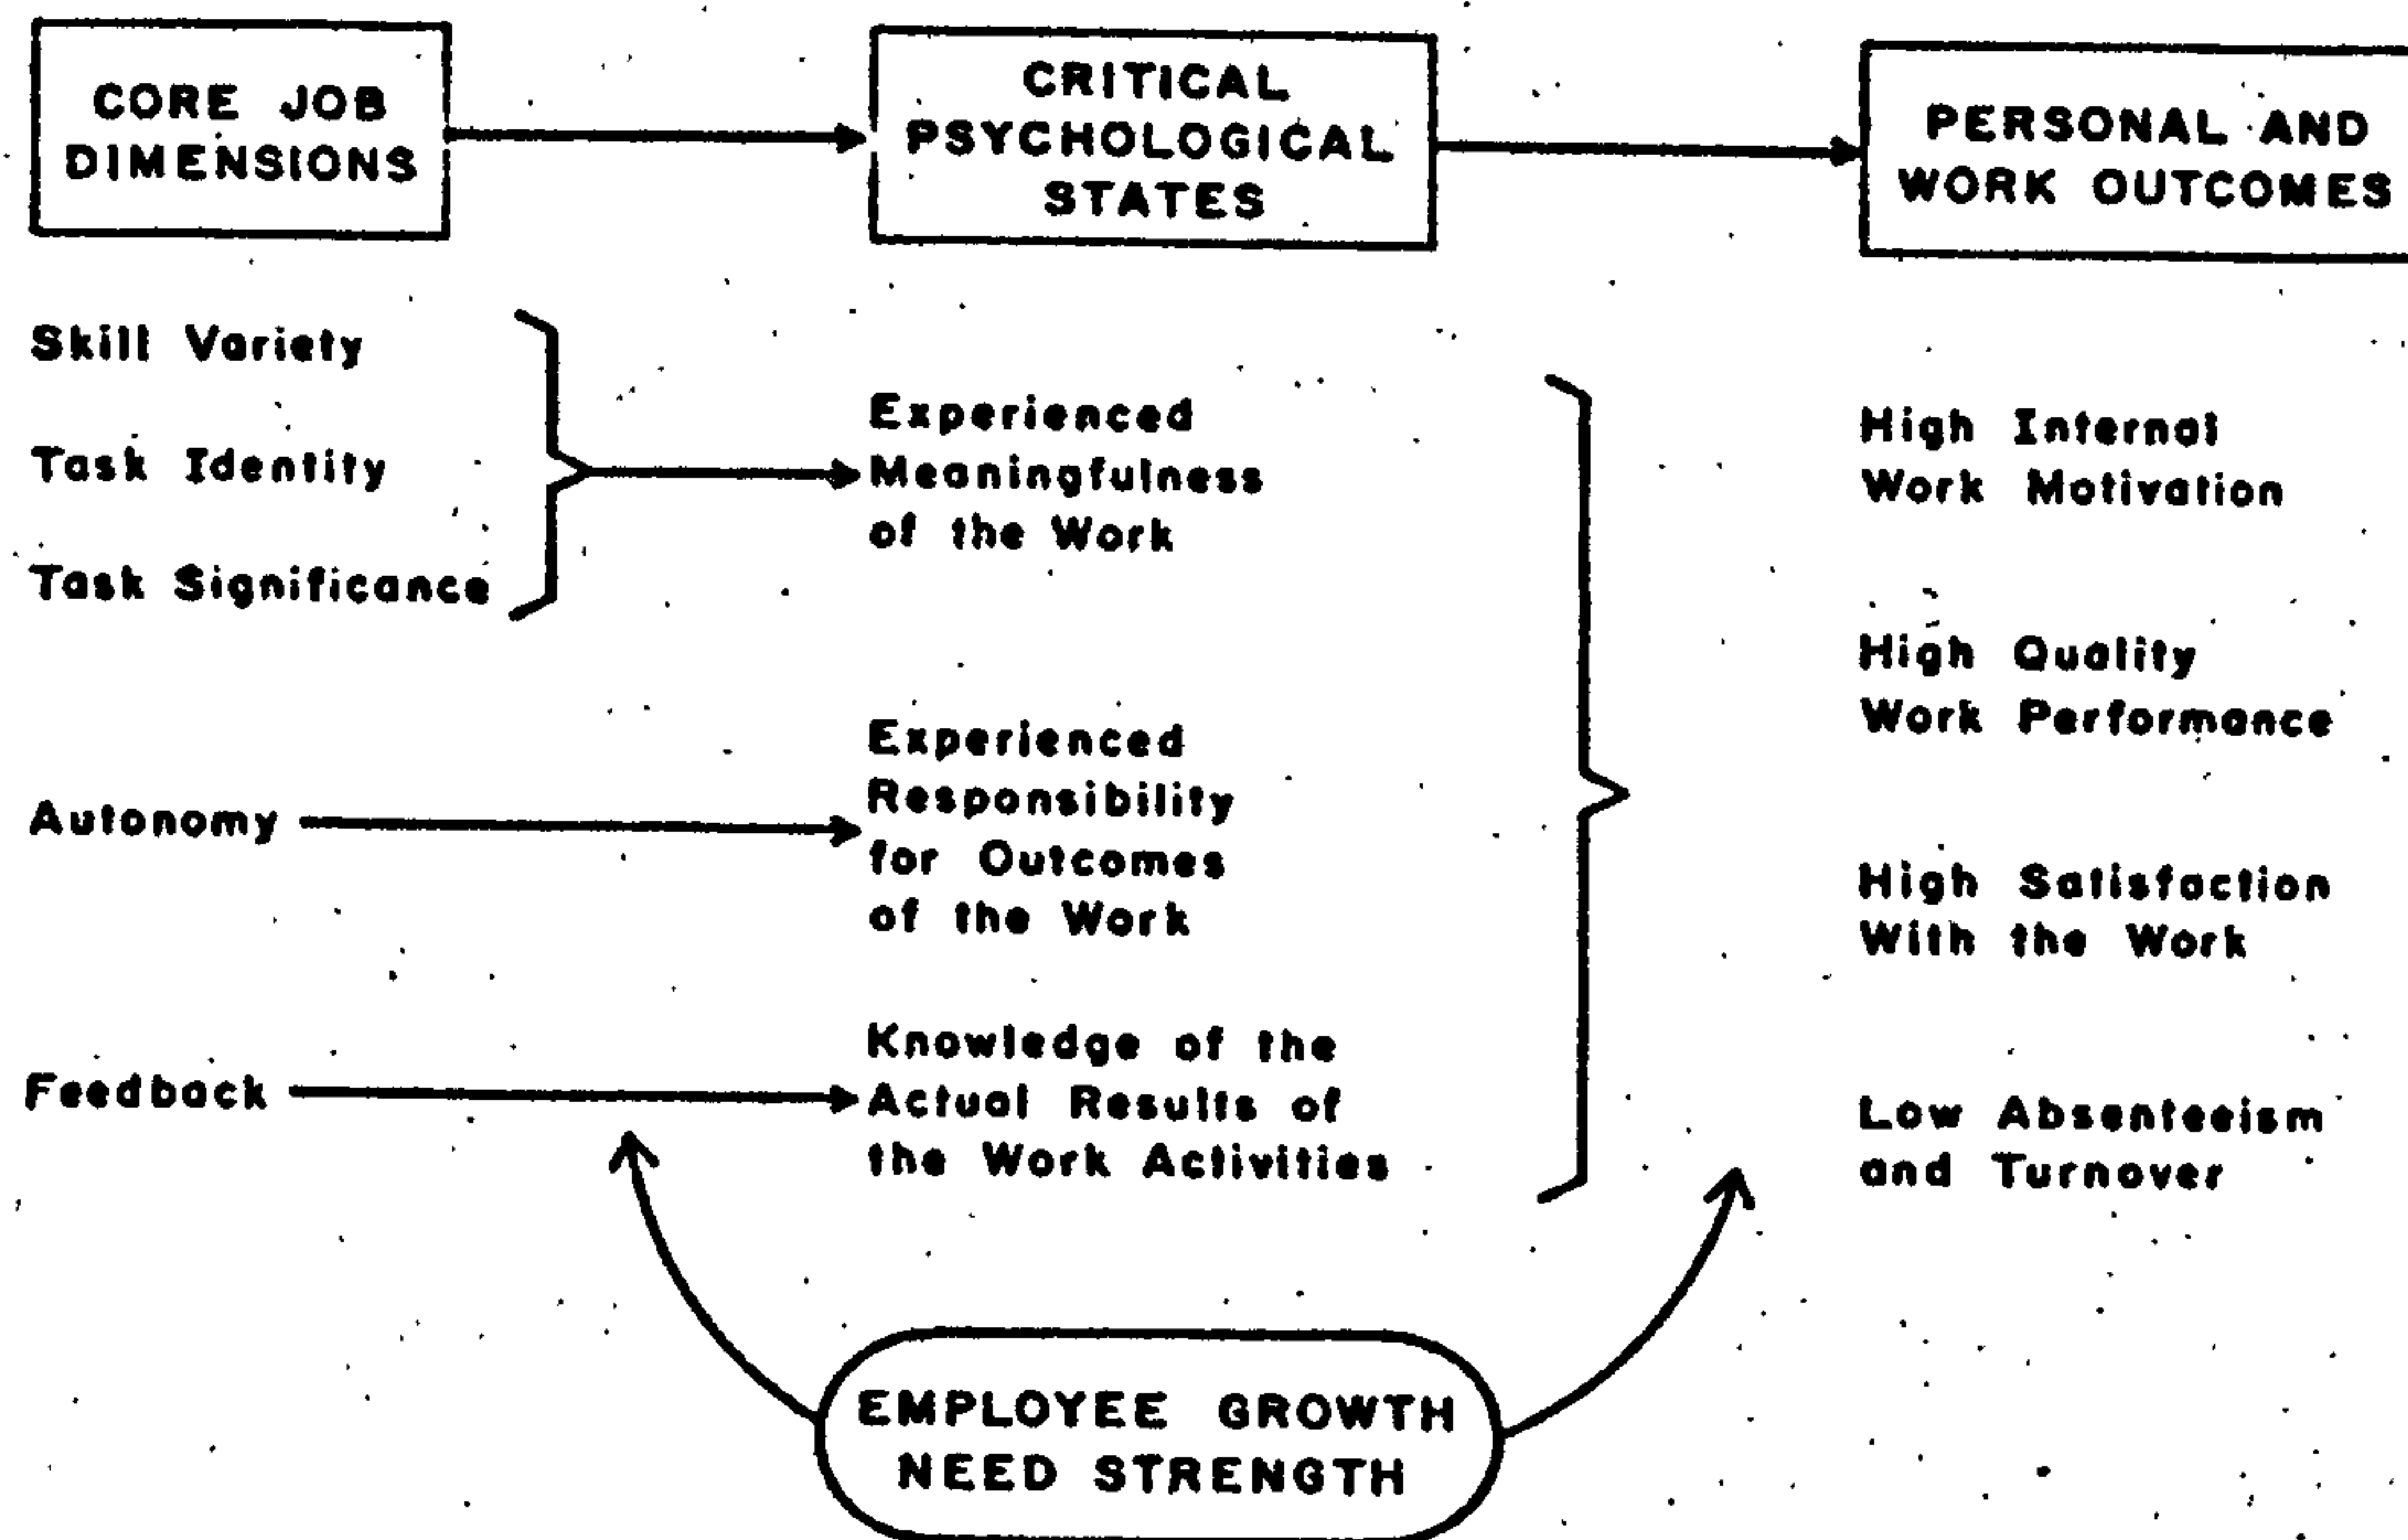 CORE JOB
DIMENSIONS
CRITICAL
PSYCHOLOGICAL
STATES
PERSONAL AND
WORK OUTCOMES
Skill Variety
Task Identity
Task Significance
Experienced
Meaningfulness
of the Work
High Internal
Work Motivation
High Quality
Work Performance
Autonomy
Experienced
Responsibility
for Outcomes
of the Work
High Satisfaction
With the Work
Feedback
Knowledge of the
Actual Results of
the Work Activities
Low Absenteeism
and Turnover
EMPLOYEE GROWTH
NEED STRENGTH